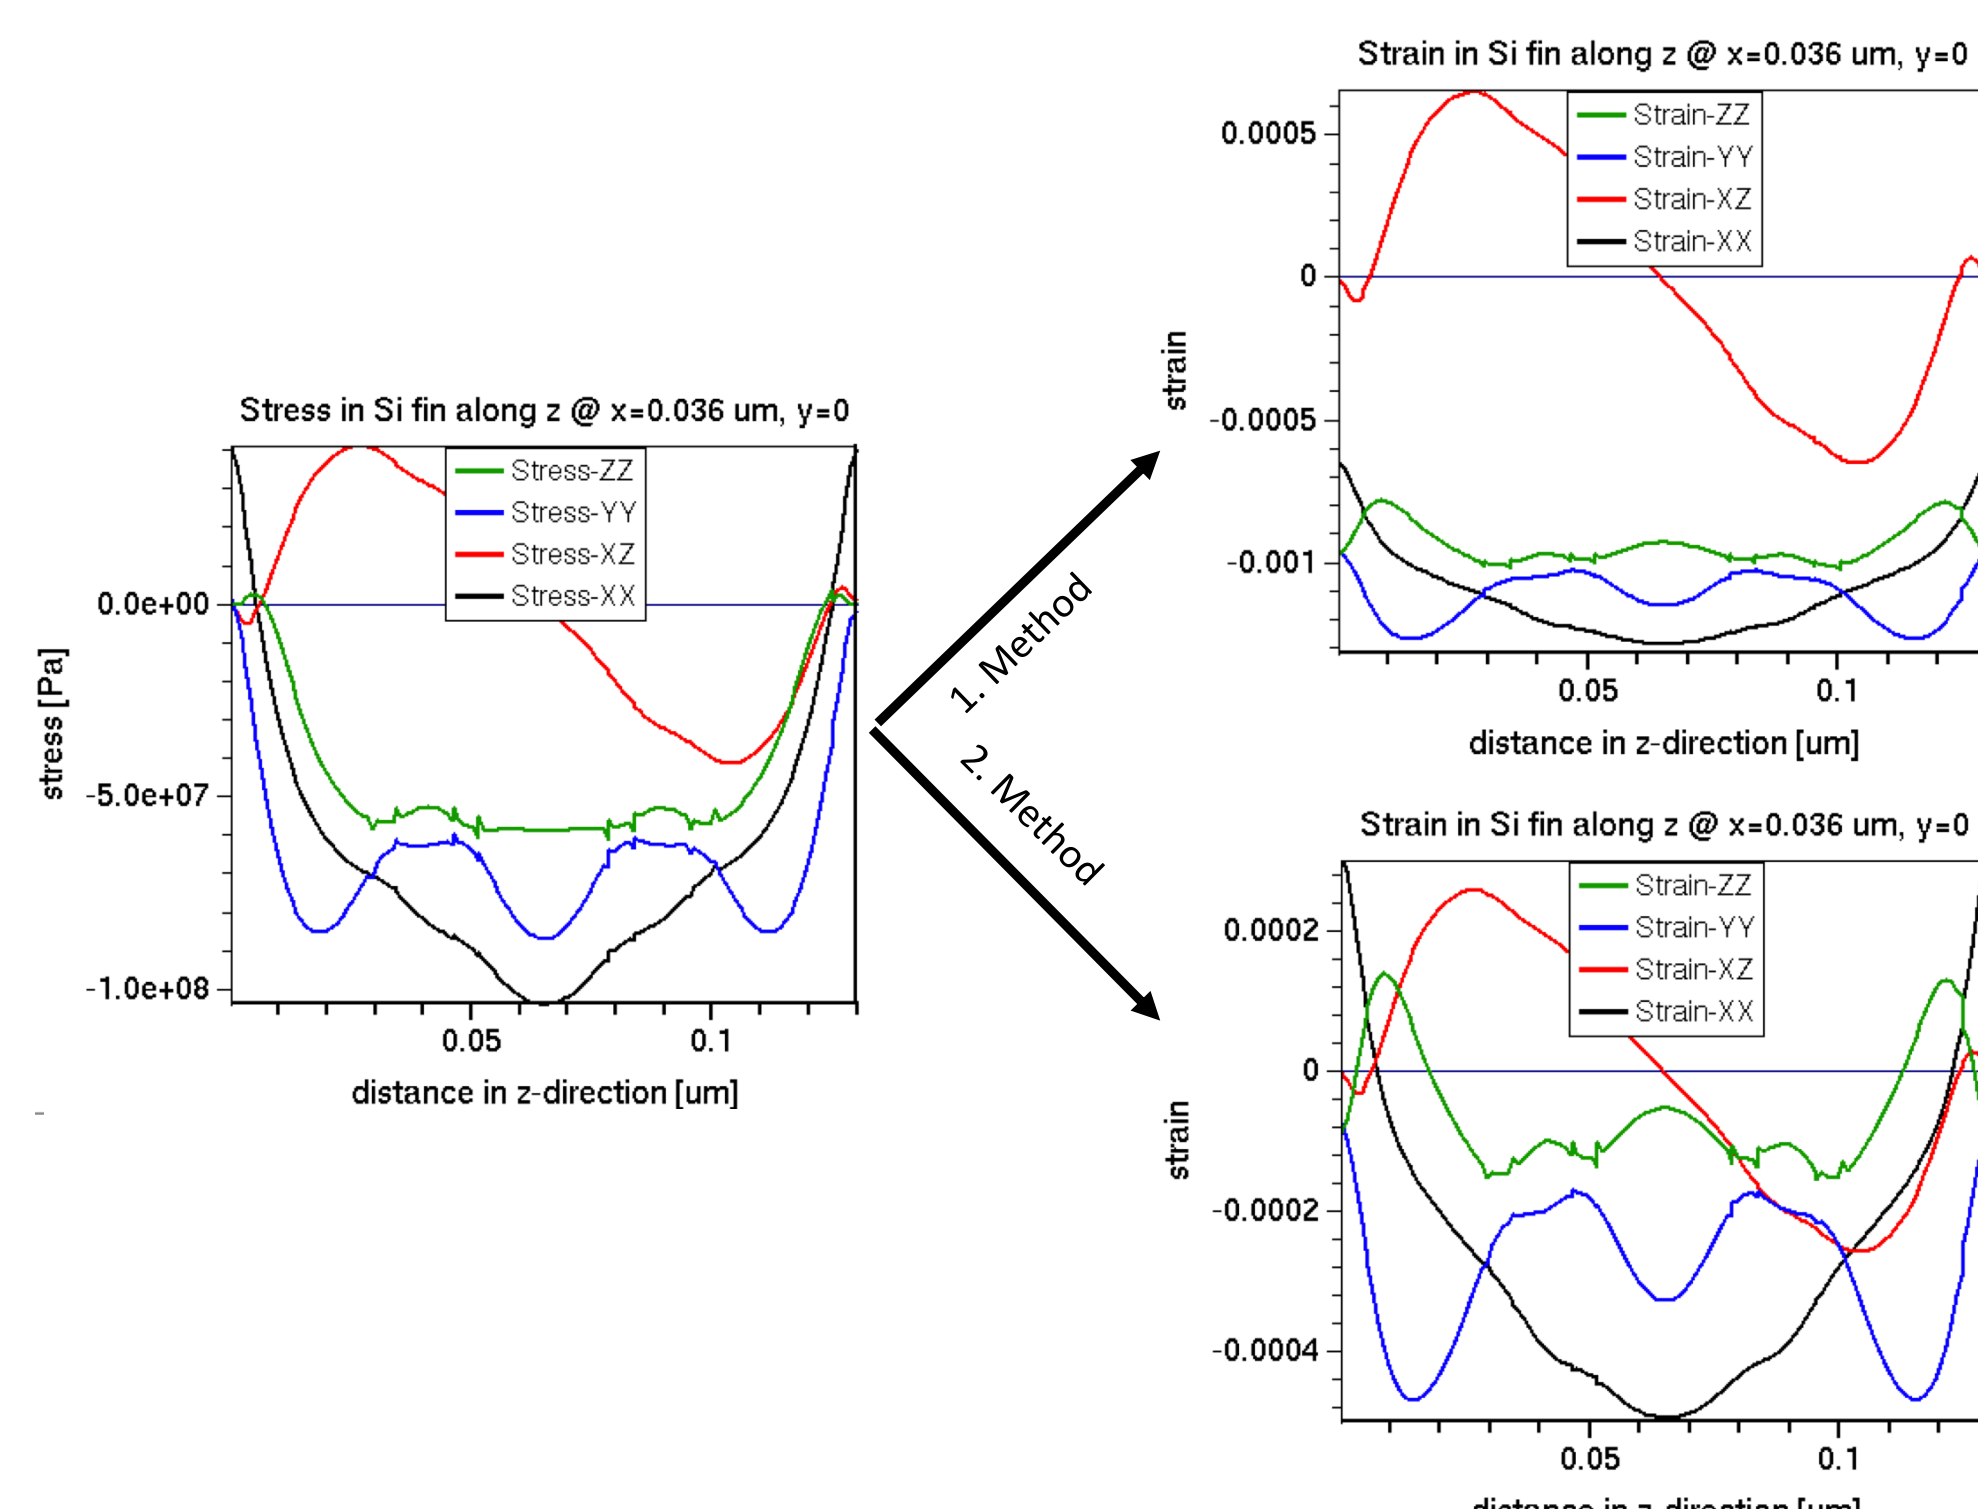 Stress in Si fin along z @ x=0.036 um, y=0
Stress-ZZ
Stress-YY
Stress-XZ
Stress-XX
0.0e+00
-5.0e+07
-1.0e+08
stress [Pa]
0.05
0.1
distance in z-direction [um]
1. Method
2. Method
Strain in Si fin along z @ x=0.036 um, y=0
Strain-ZZ
Strain-YY
Strain-XZ
Strain-XX
0.0005
0
-0.0005
-0.001
strain
0.05
0.1
distance in z-direction [um]
Strain in Si fin along z @ x=0.036 um, y=0
Strain-ZZ
Strain-YY
Strain-XZ
Strain-XX
0.0002
0
-0.0002
-0.0004
strain
0.05
0.1
distance in z-direction [um]